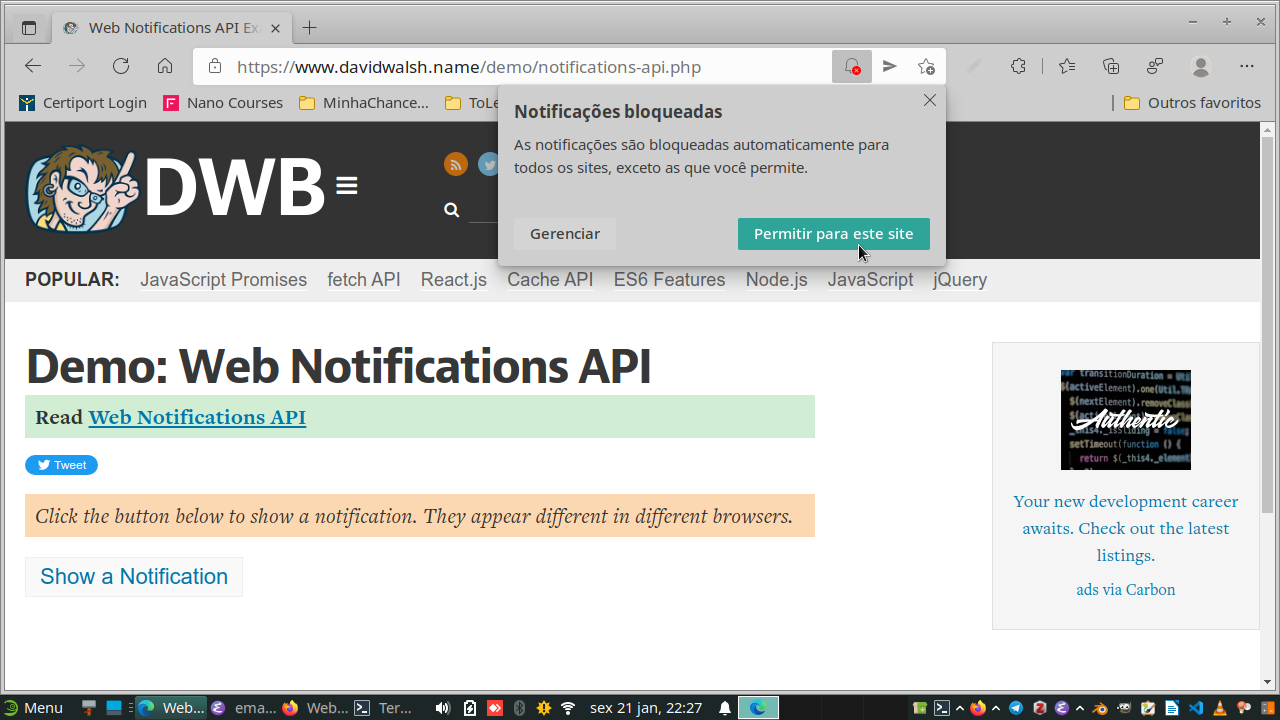 Web Notifications API Ex
https://www.davidwalsh.name/demo/notifications-api.php
Certiport Login
Nano Courses
MinhaChance...
ToLe
Outros favoritos
Notificações bloqueadas
As notificações são bloqueadas automaticamente para
todos os sites, exceto as que você permite.
Gerenciar
Permitir para este site
DWB
POPULAR: JavaScript Promises fetch API React.js Cache API ES6 Features Node.js JavaScript jQuery
Demo: Web Notifications API
Read Web Notifications API
Tweet
Click the button below to show a notification. They appear different in different browsers.
Show a Notification
Authentic
setTimeout(function () {
Your new development career
awaits. Check out the latest
listings.
ads via Carbon
Menu
Web...
ema...
Web...
Ter...
sex 21 jan, 22:27